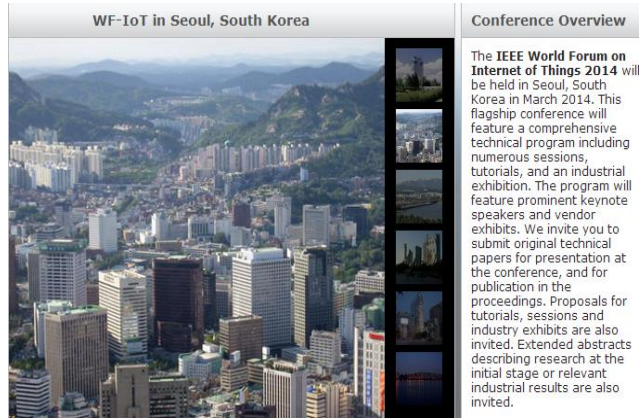 WF-IoT in Seoul, South Korea
Conference Overview
The IEEE World Forum on
Internet of Things 2014 will
be held in Seoul, South
Korea in March 2014. This
flagship conference will
feature a comprehensive
technical program including
numerous sessions,
tutorials, and an industrial
exhibition. The program will
feature prominent keynote
speakers and vendor
exhibits. We invite you to
submit original technical
papers for presentation at
the conference, and for
publication in the
proceedings. Proposals for
tutorials, sessions and
industry exhibits are also
invited. Extended abstracts
describing research at the
initial stage or relevant
industrial results are also
invited.